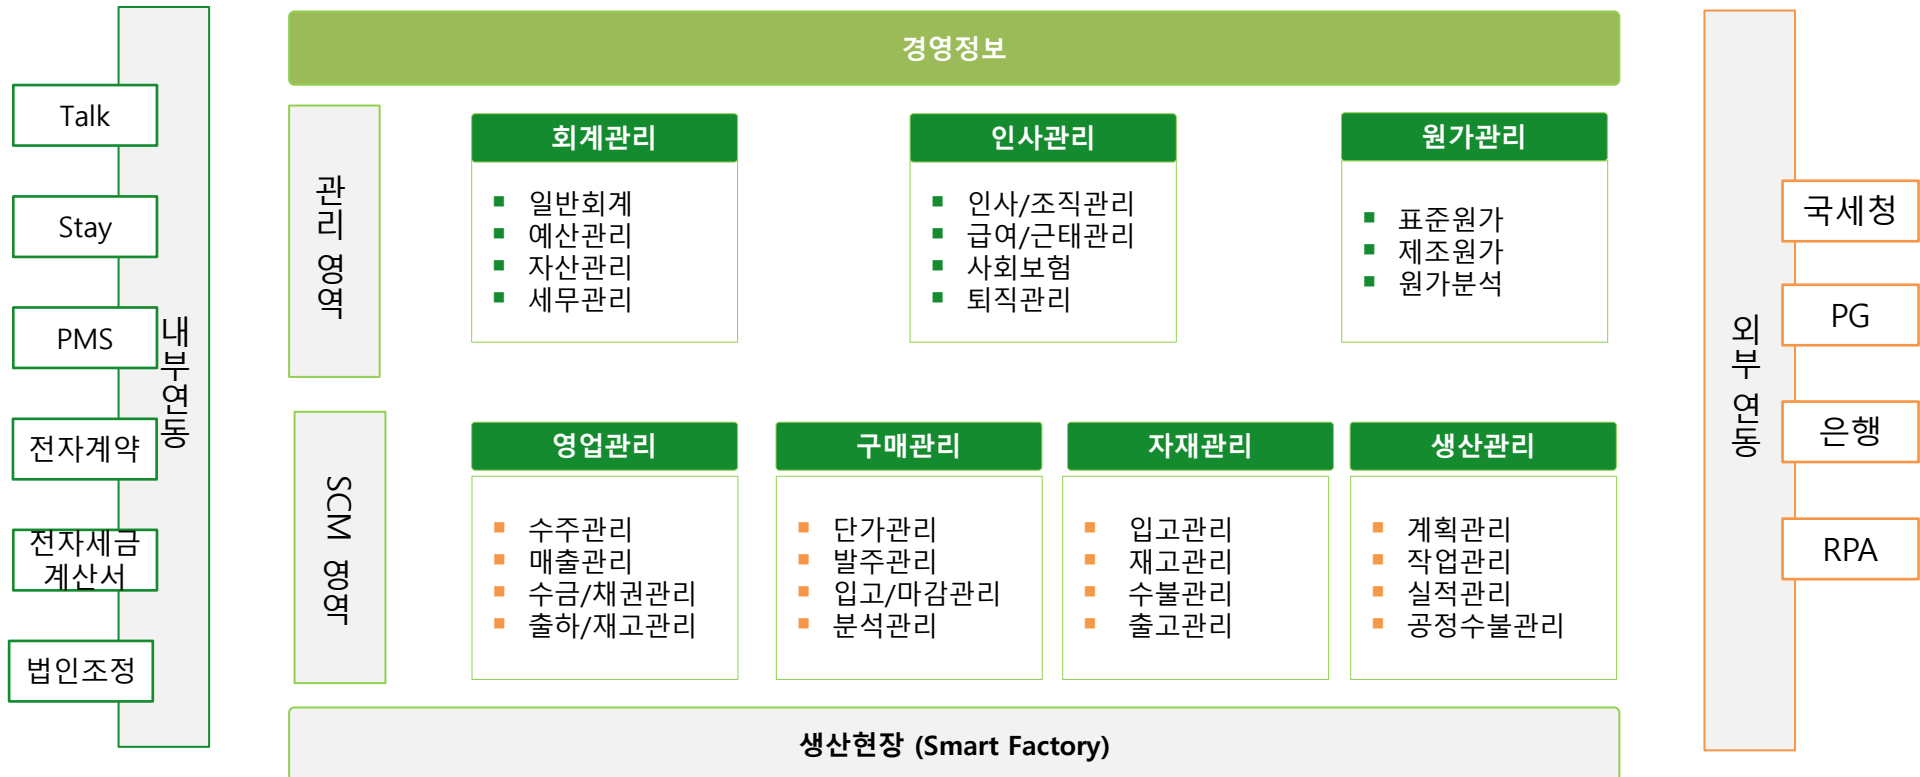 경영정보
내부연동
Talk
Stay
PMS
전자계약
전자세금
계산서
법인조정
관리 영역
회계관리
일반회계
예산관리
자산관리
세무관리
인사관리
인사/조직관리
급여/근태관리
사회보험
퇴직관리
원가관리
표준원가
제조원가
원가분석
SCM 영역
영업관리
수주관리
매출관리
수금/채권관리
출하/재고관리
구매관리
단가관리
발주관리
입고/마감관리
분석관리
자재관리
입고관리
재고관리
수불관리
출고관리
생산관리
계획관리
작업관리
실적관리
공정수불관리
생산현장 (Smart Factory)
외부 연동
국세청
PG
은행
RPA